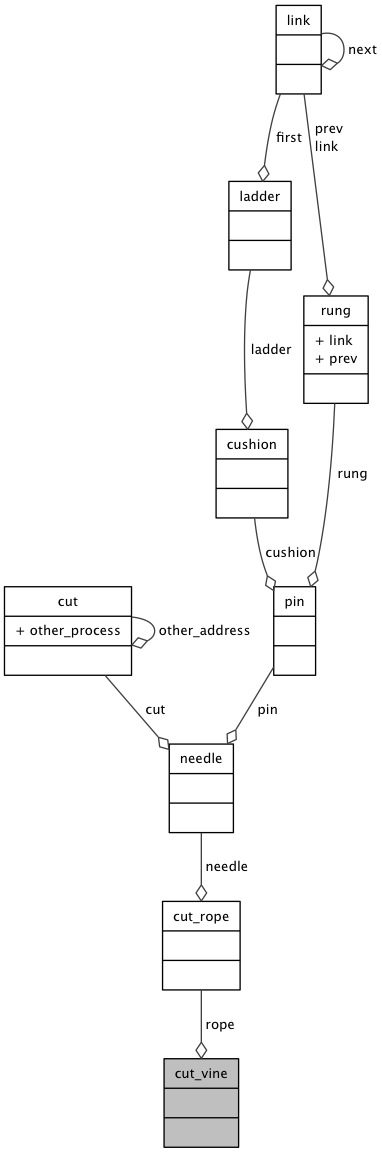 link
next
first
prev
link
ladder
rung
+ link
+ prev
ladder
cushion
rung
cushion
cut
+ other_process
other_address
pin
cut
pin
needle
needle
cut_rope
rope
cut_vine